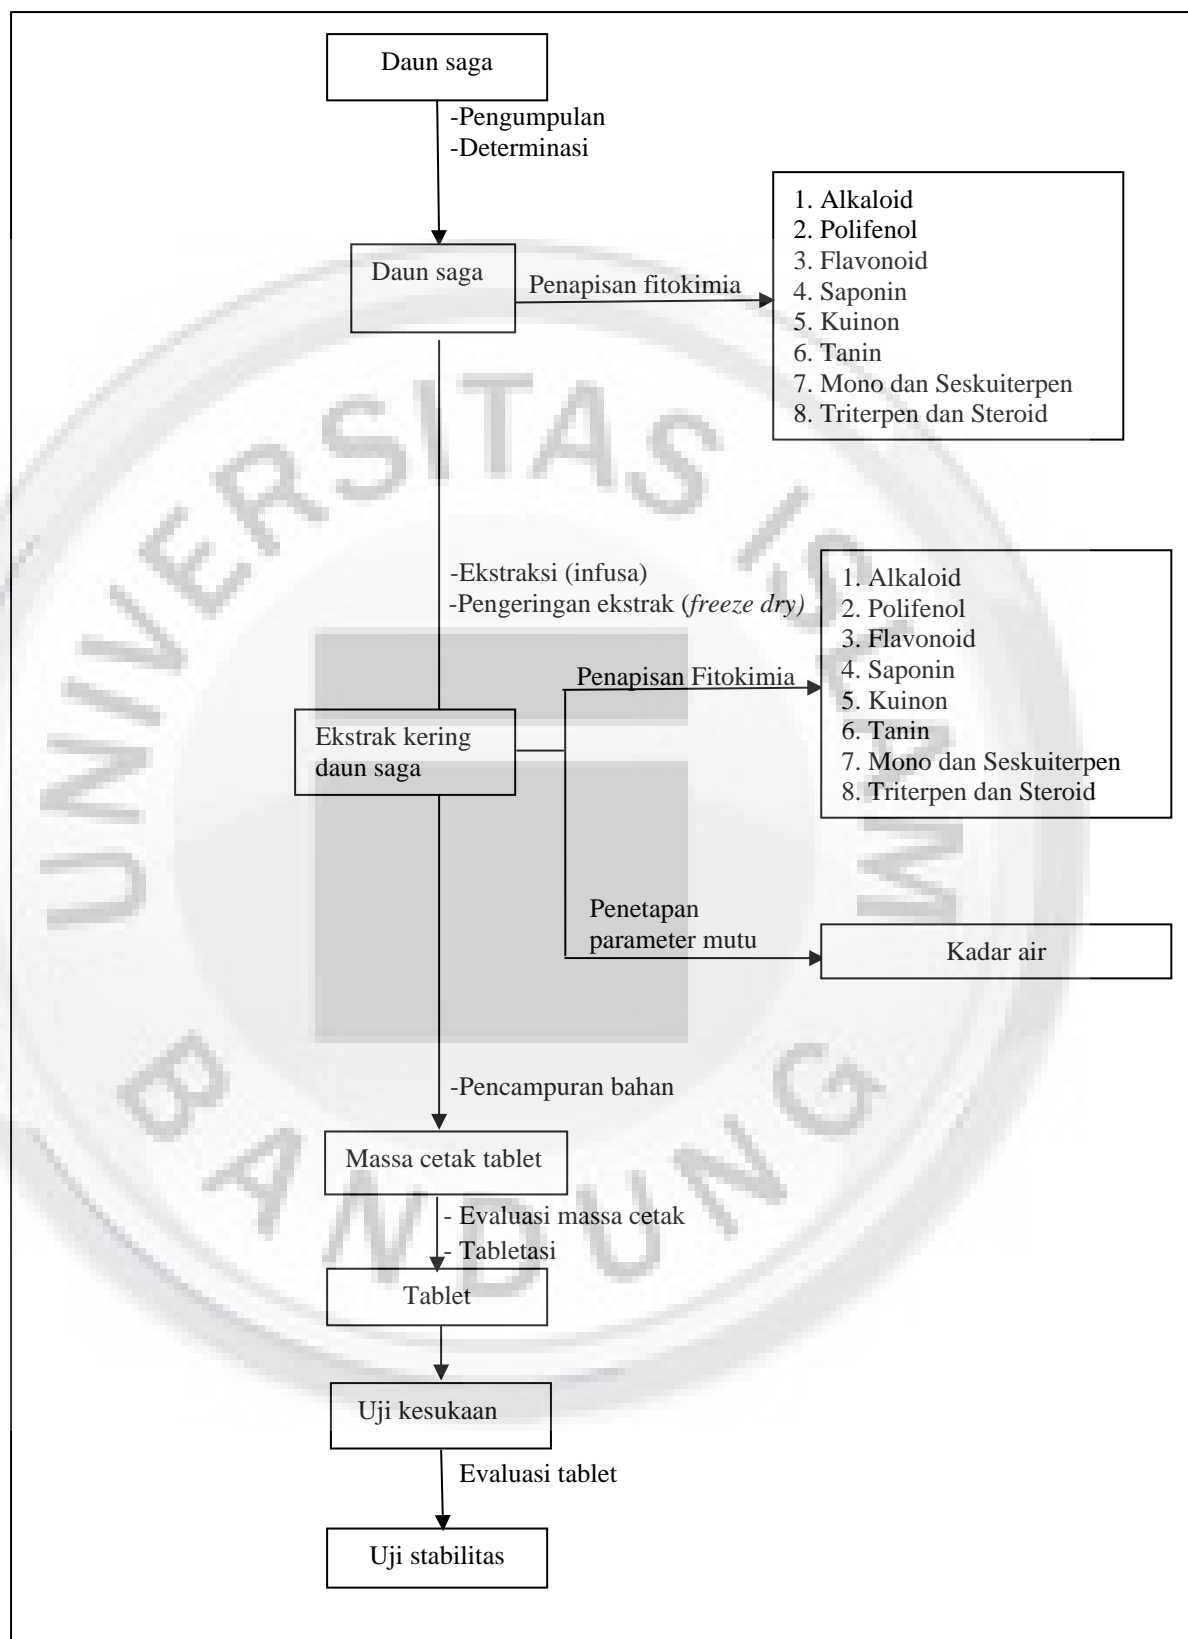 Daun saga
-Pengumpulan
-Determinasi
Daun saga
Penapisan fitokimia
1. Alkaloid
2. Polifenol
3. Flavonoid
4. Saponin
5. Kuinon
6. Tanin
7. Mono dan Seskuiterpen
8. Triterpen dan Steroid
-Ekstraksi (infusa)
-Pengeringan ekstrak (freeze dry)
Ekstrak kering
daun saga
Penapisan Fitokimia
1. Alkaloid
2. Polifenol
3. Flavonoid
4. Saponin
5. Kuinon
6. Tanin
7. Mono dan Seskuiterpen
8. Triterpen dan Steroid
Penetapan
parameter mutu
Kadar air
-Pencampuran bahan
Massa cetak tablet
- Evaluasi massa cetak
- Tabletasi
Tablet
Uji kesukaan
Evaluasi tablet
Uji stabilitas
UNIVERSITAS ISLAM
BANDUNG